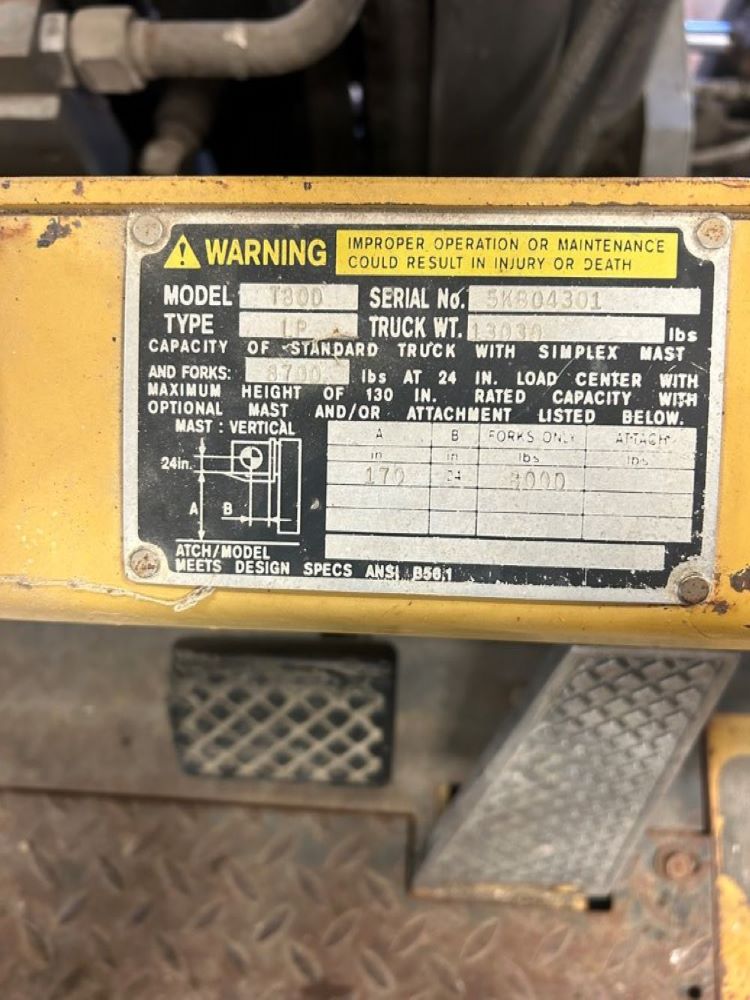 WARNING
IMPROPER OPERATION OR MAINTENANCE
COULD RESULT IN INJURY OR DEATH
MODEL T80D SERIAL No. 5KB04301
TYPE LP TRUCK WT. lbs
CAPACITY OF STANDARD TRUCK WITH SIMPLEX MAST
AND FORKS: 8700 lbs AT 24 IN. LOAD CENTER WITH
MAXIMUM HEIGHT OF 130 IN. RATED CAPACITY WITH
OPTIONAL MAST AND/OR ATTACHMENT LISTED BELOW.
MAST : VERTICAL
A B FORKS ONLY ATTACH
in in lbs lbs
170 24 8000
24in.
A
B
ATCH/MODEL
MEETS DESIGN SPECS ANSI B56.1